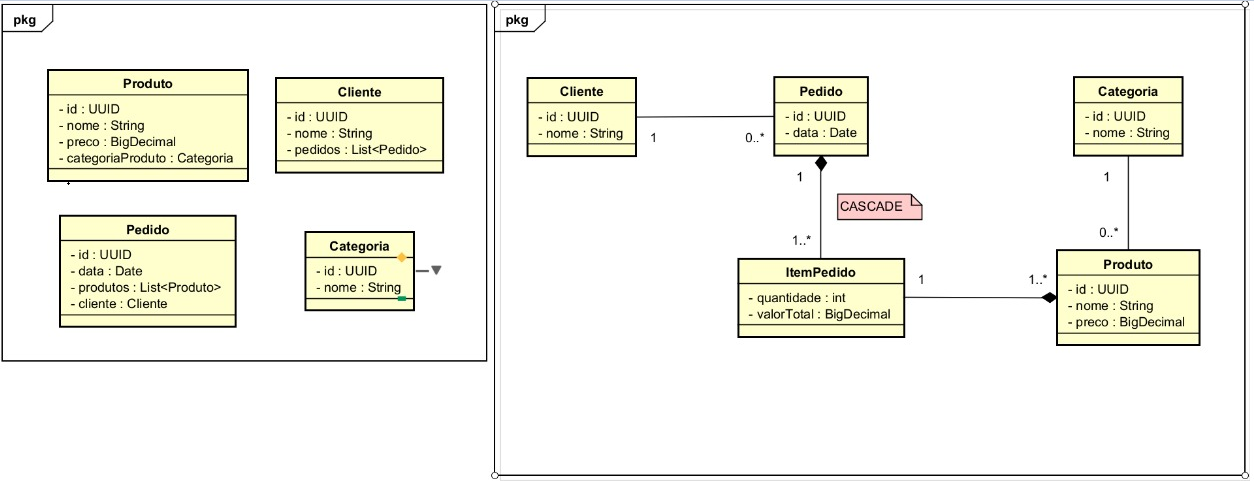 pkg
Produto
- id : UUID
- nome : String
- preco : BigDecimal
- categoriaProduto : Categoria
Cliente
- id : UUID
- nome : String
- pedidos : List<Pedido>
Pedido
- id : UUID
- data : Date
- produtos : List<Produto>
- cliente : Cliente
Categoria
- id : UUID
- nome : String
pkg
Cliente
- id : UUID
- nome : String
1
0..*
Pedido
- id : UUID
- data : Date
Categoria
- id : UUID
- nome : String
1
CASCADE
1..*
1
0..*
ItemPedido
- quantidade : int
- valorTotal : BigDecimal
1
1..*
Produto
- id : UUID
- nome : String
- preco : BigDecimal